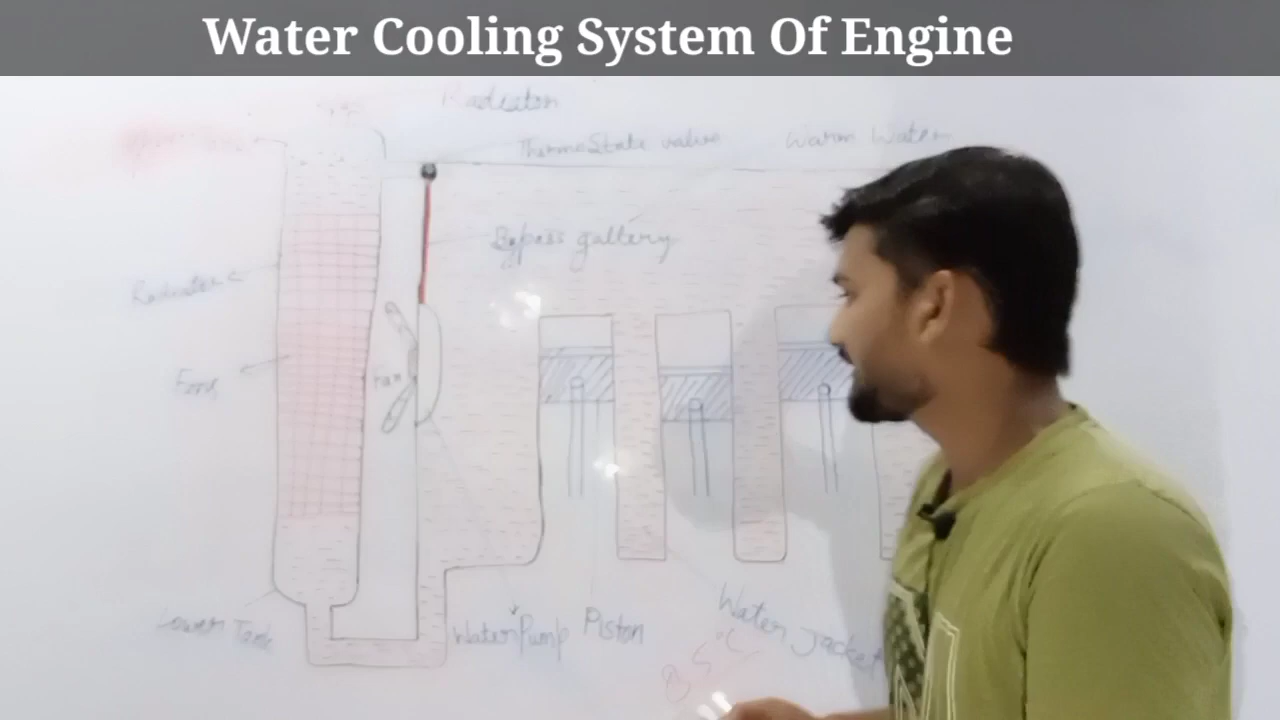 Water Cooling System Of Engine
Radiator
ThermoState valve
Warm Water
Bypass gallery
Radiator
Fan
Lower Tank
Water Pump
Piston
Water Jacket
85°C